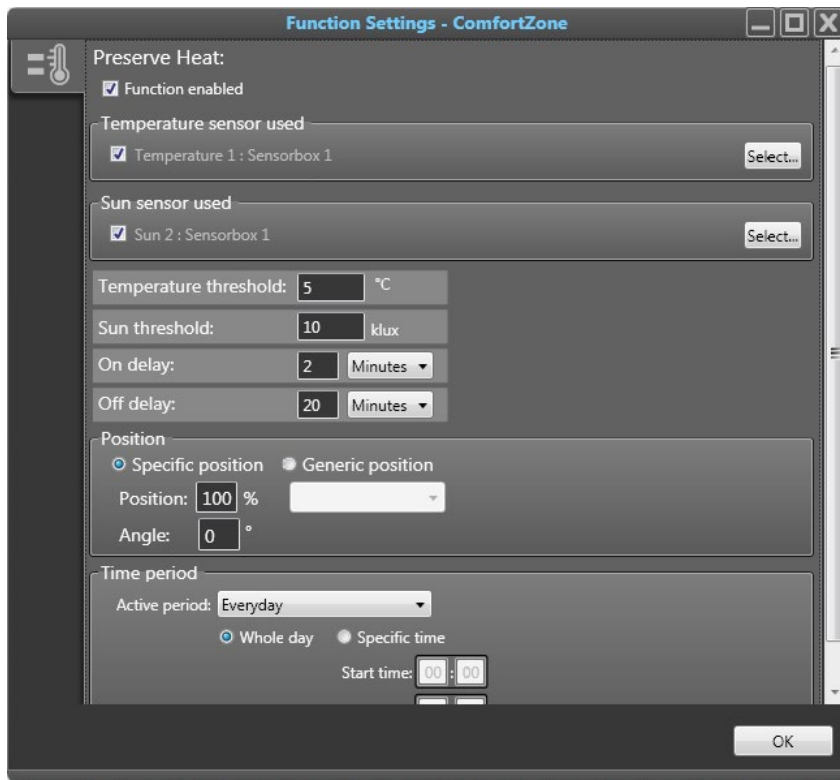 Function Settings - ComfortZone
Preserve Heat:
Function enabled
Temperature sensor used
Temperature 1 : Sensorbox 1
Select...
Sun sensor used
Sun 2 : Sensorbox 1
Select...
Temperature threshold: 5 °C
Sun threshold: 10 klux
On delay: 2 Minutes
Off delay: 20 Minutes
Position
Specific position Generic position
Position: 100 %
Angle: 0 °
Time period
Active period: Everyday
Whole day Specific time
Start time: 00 : 00
OK